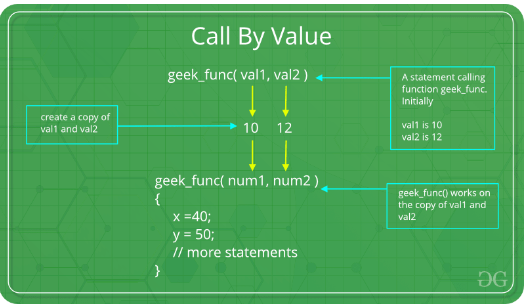 Call By Value
geek_func( val1, val2 )
A statement calling
function geek_func.
Initially
val1 is 10
val2 is 12
create a copy of
val1 and val2
10 12
geek_func( num1, num2 )
{
x =40;
y = 50;
// more statements
}
geek_func() works on
the copy of val1 and
val2